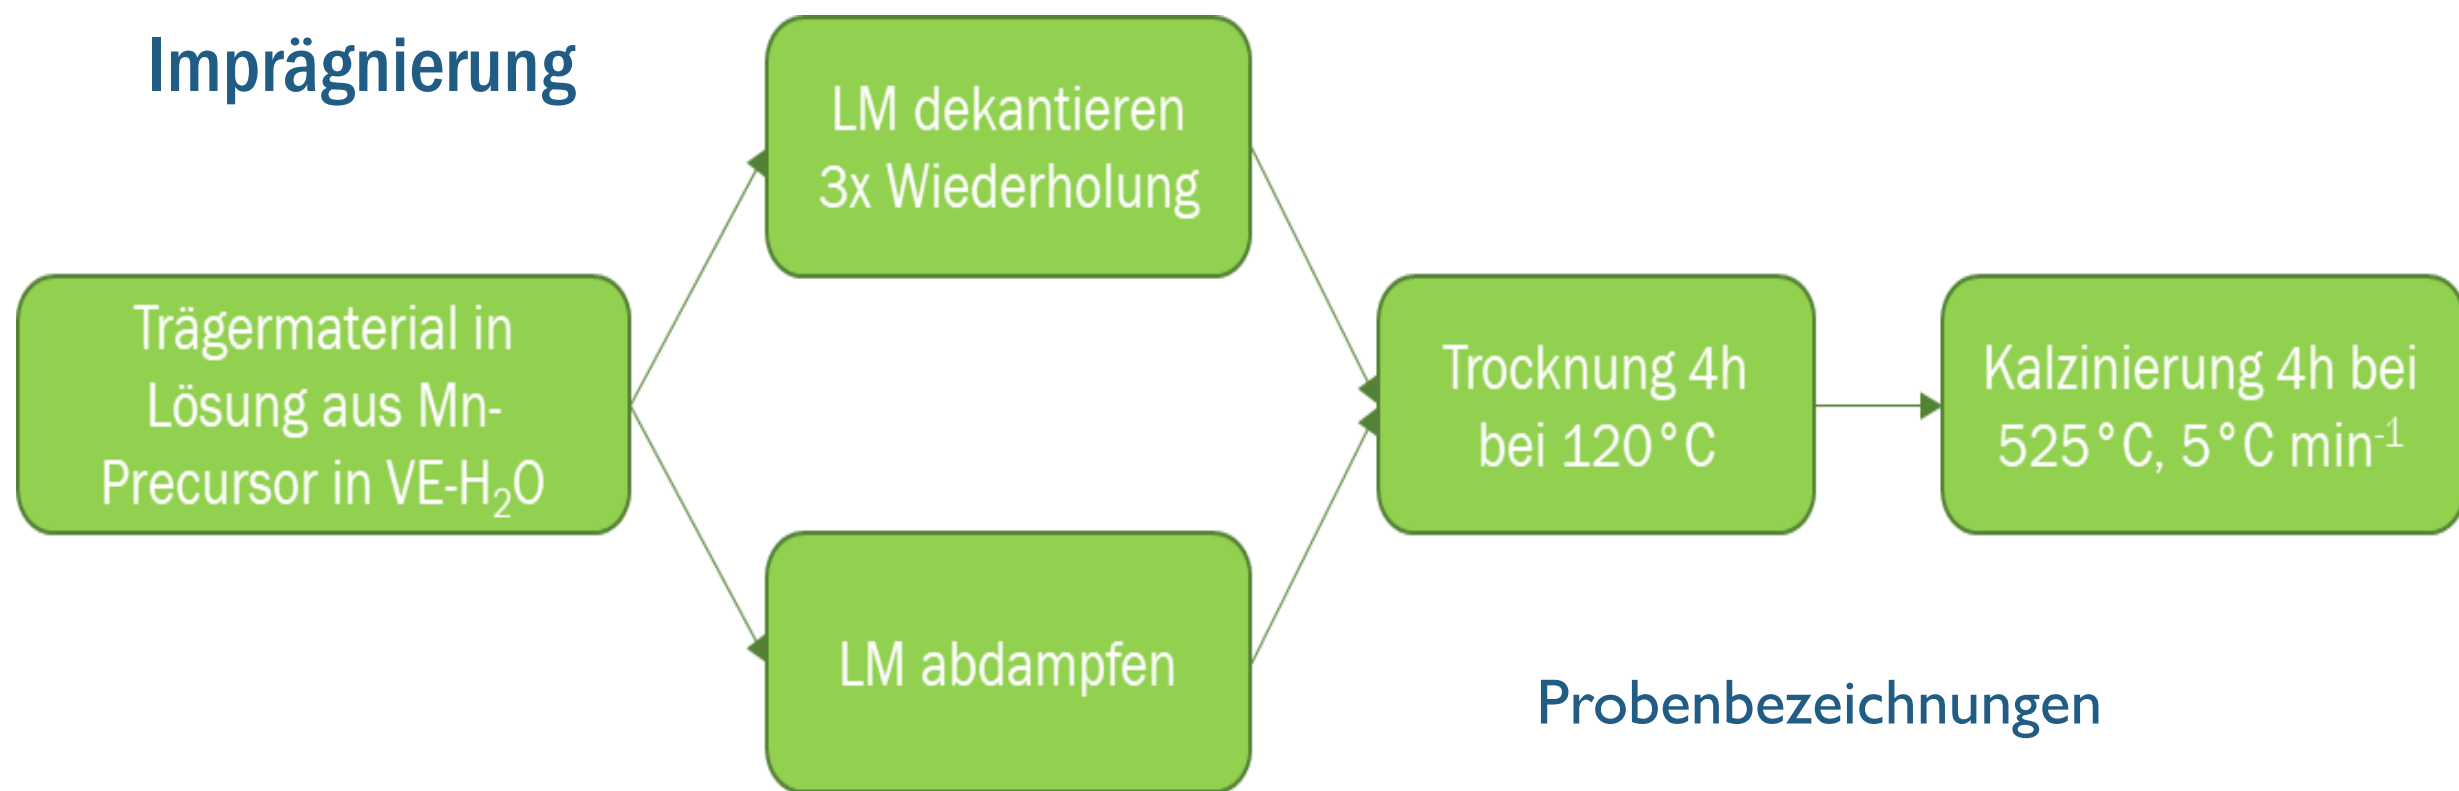 Imprägnierung
Trägermaterial in
Lösung aus Mn-
Precursor in VE-H₂O
LM dekantieren
3x Wiederholung
LM abdampfen
Trocknung 4h
bei 120°C
Kalzinierung 4h bei
525°C, 5°C min⁻¹
Probenbezeichnungen